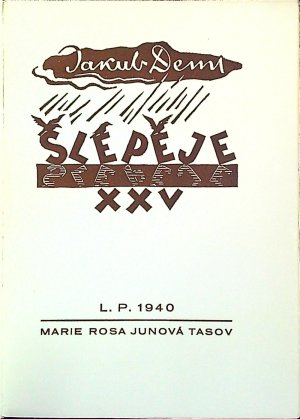 Jakub Deml
ŠLÉPĚJE
XXV
L. P. 1940
MARIE ROSA JUNOVÁ TASOV